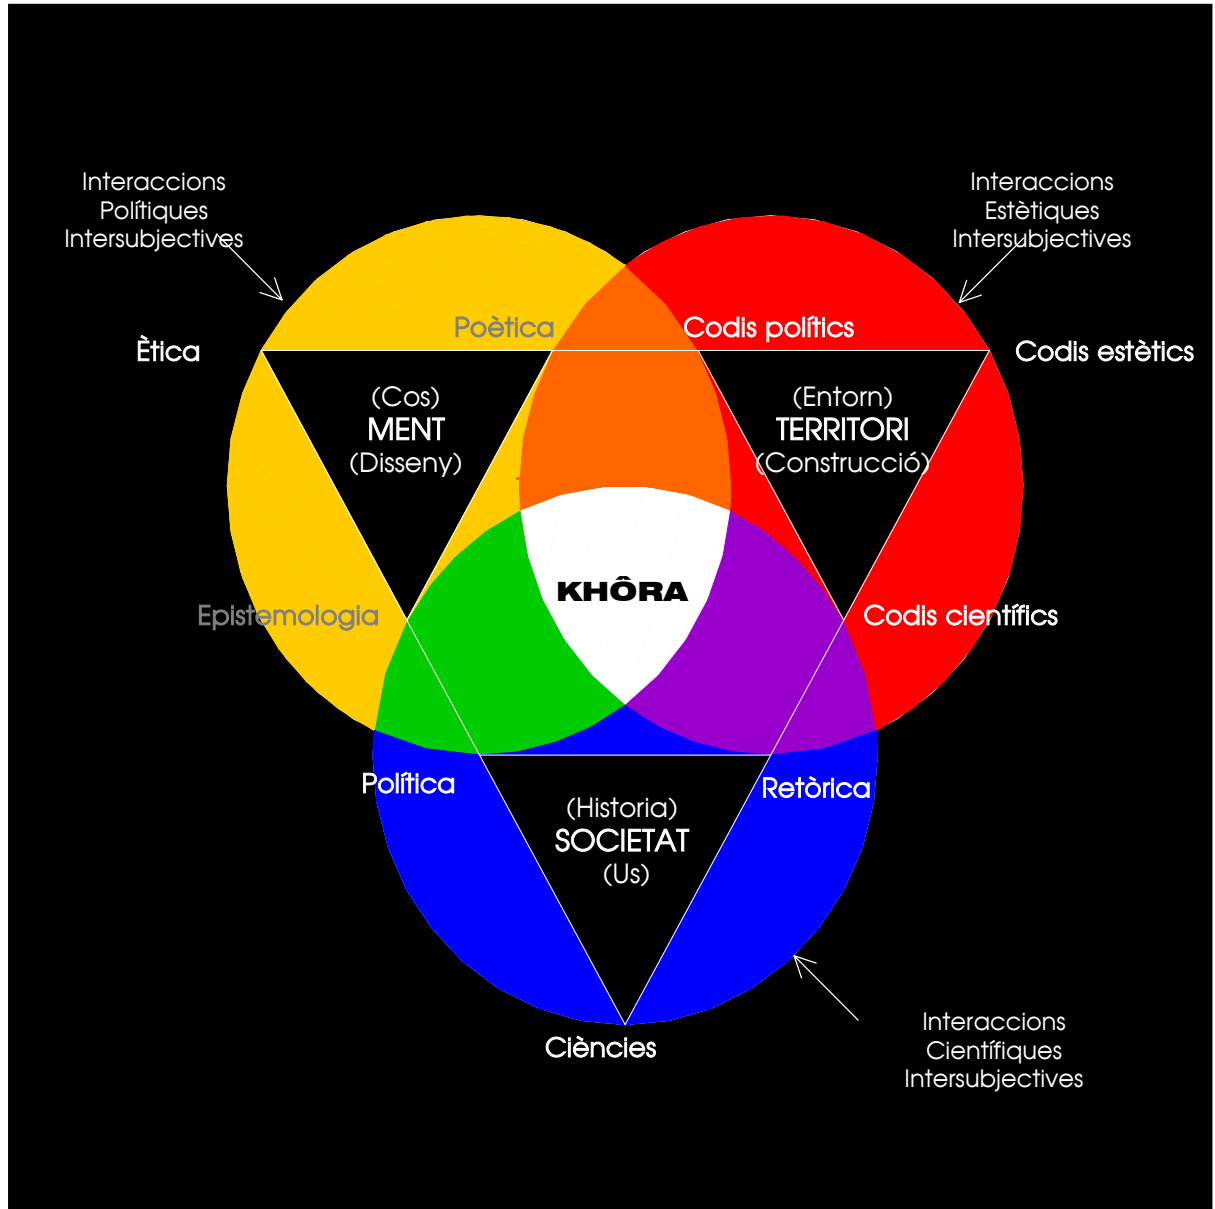 Interaccions
Polítiques
Intersubjectives
Interaccions
Estètiques
Intersubjectives
Poètica
Codis polítics
Ètica
Codis estètics
(Cos)
MENT
(Disseny)
(Entorn)
TERRITORI
(Construcció)
KHÔRA
Epistemologia
Codis científics
Política
Retòrica
(Historia)
SOCIETAT
(Us)
Ciències
Interaccions
Científiques
Intersubjectives